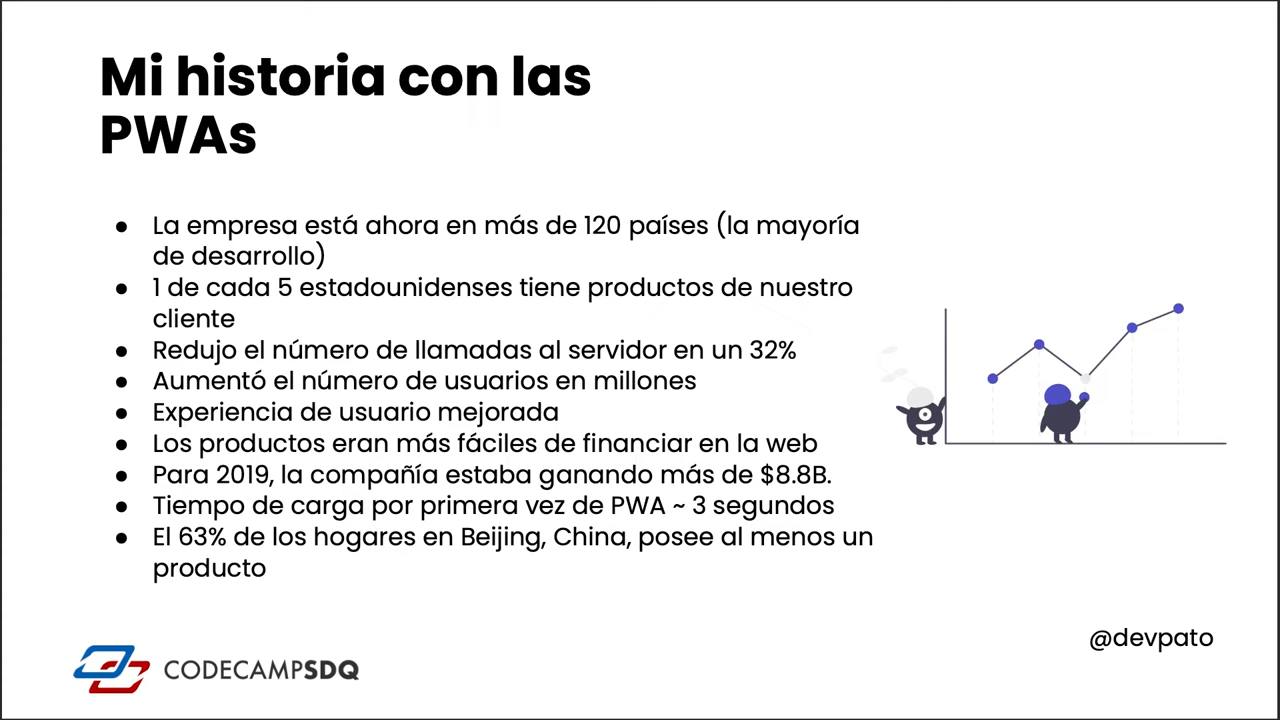 Mi historia con las
PWAs
● La empresa está ahora en más de 120 países (la mayoría
de desarrollo)
● 1 de cada 5 estadounidenses tiene productos de nuestro
cliente
● Redujo el número de llamadas al servidor en un 32%
● Aumentó el número de usuarios en millones
● Experiencia de usuario mejorada
● Los productos eran más fáciles de financiar en la web
● Para 2019, la compañía estaba ganando más de $8.8B.
● Tiempo de carga por primera vez de PWA ~ 3 segundos
● El 63% de los hogares en Beijing, China, posee al menos un
producto
@devpato
CODECAMPSDQ